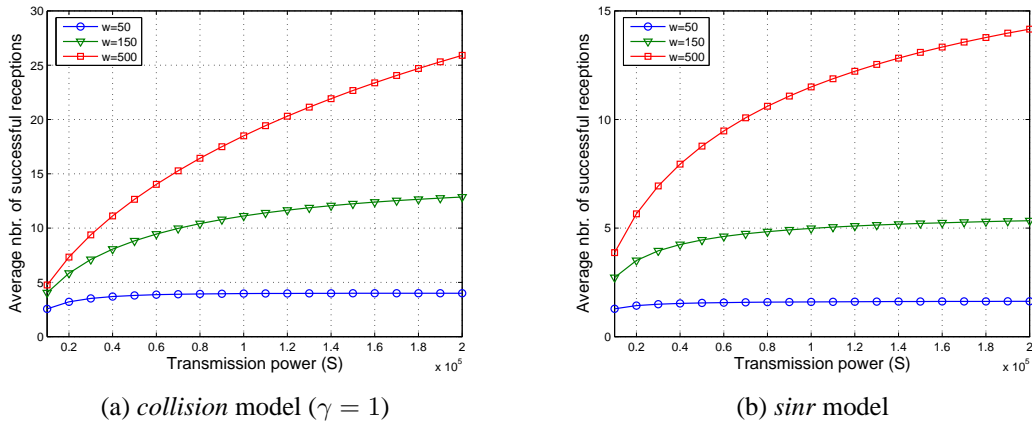 30
25
20
15
10
5
0
Average nbr. of successful receptions
w=50
w=150
w=500
0.2 0.4 0.6 0.8 1 1.2 1.4 1.6 1.8 2
x 10^5
Transmission power (S)
(a) collision model (γ = 1)
15
10
5
0
Average nbr. of successful receptions
w=50
w=150
w=500
0.2 0.4 0.6 0.8 1 1.2 1.4 1.6 1.8 2
x 10^5
Transmission power (S)
(b) sinr model